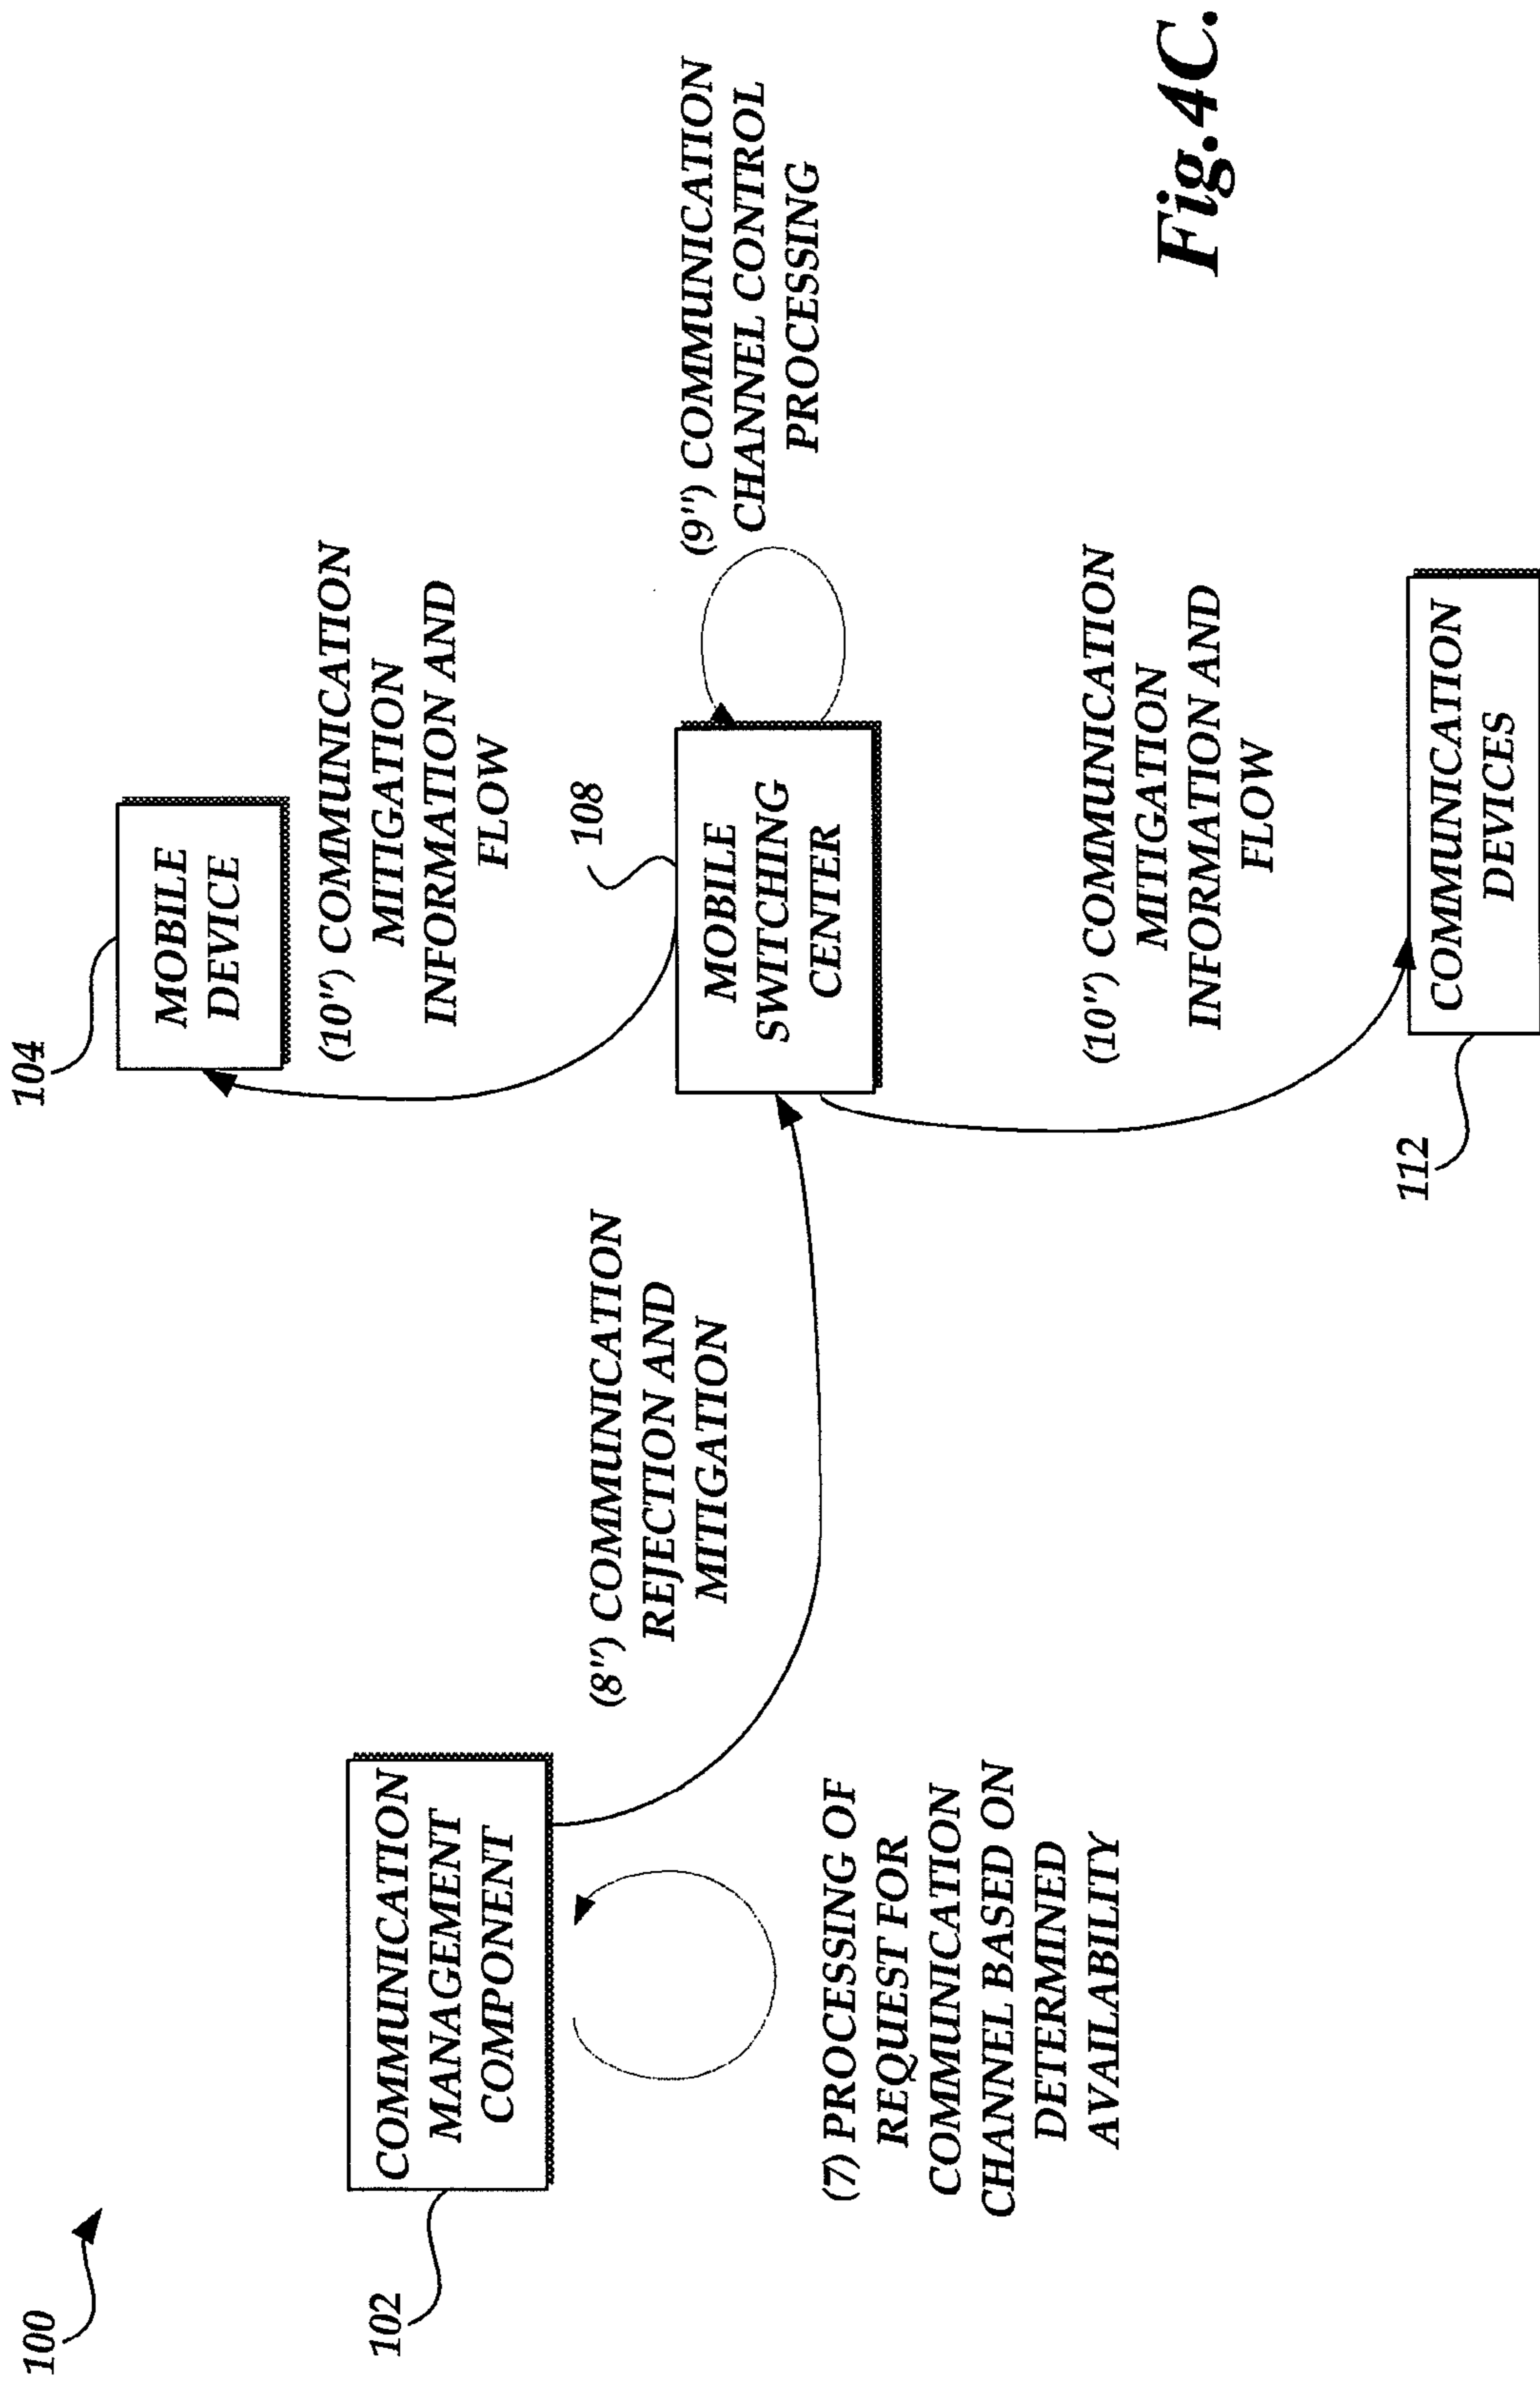 100
102
COMMUNICATION
MANAGEMENT
COMPONENT
(7) PROCESSING OF
REQUEST FOR
COMMUNICATION
CHANNEL BASED ON
DETERMINED
AVAILABILITY
(8") COMMUNICATION
REJECTION AND
MITIGATION
104
MOBILE
DEVICE
(10") COMMUNICATION
MITIGATION
INFORMATION AND
FLOW
108
MOBILE
SWITCHING
CENTER
(9") COMMUNICATION
CHANNEL CONTROL
PROCESSING
(10") COMMUNICATION
MITIGATION
INFORMATION AND
FLOW
112
COMMUNICATION
DEVICES
Fig.4C.